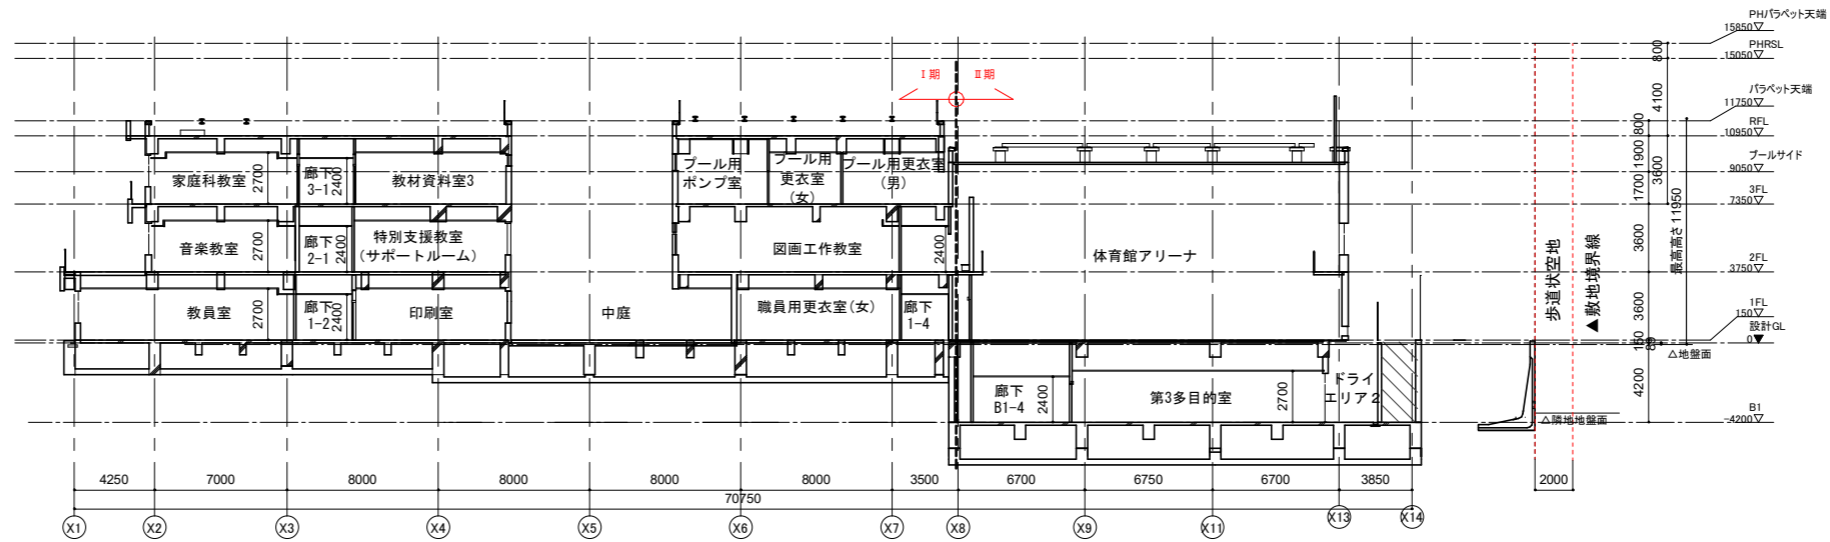 PHパラペット天端
15850▽
PHRSL
15050▽
パラペット天端
11750▽
RFL
10950▽
プールサイド
9050▽
3FL
7350▽
2FL
3750▽
1FL
150▽
設計GL
0▼
△地盤面
B1
-4200▽
△隣地地盤面
800
4100
800
1900
3600
1700
3600
3600
150
89
4200
最高高さ11950
歩道状空地
▲敷地境界線
Ⅰ期
Ⅱ期
家庭科教室
2700
廊下
3-1
2400
教材資料室3
プール用
ポンプ室
プール用
更衣室
(女)
プール用更衣室
(男)
音楽教室
2700
廊下
2-1
2400
特別支援教室
(サポートルーム)
図画工作教室
2400
体育館アリーナ
教員室
2700
廊下
1-2
2400
印刷室
中庭
職員用更衣室(女)
廊下
1-4
廊下
B1-4
2400
第3多目的室
2700
ドライ
エリア2
4250
7000
8000
8000
8000
8000
3500
6700
6750
6700
3850
2000
70750
X1
X2
X3
X4
X5
X6
X7
X8
X9
X11
X13
X14